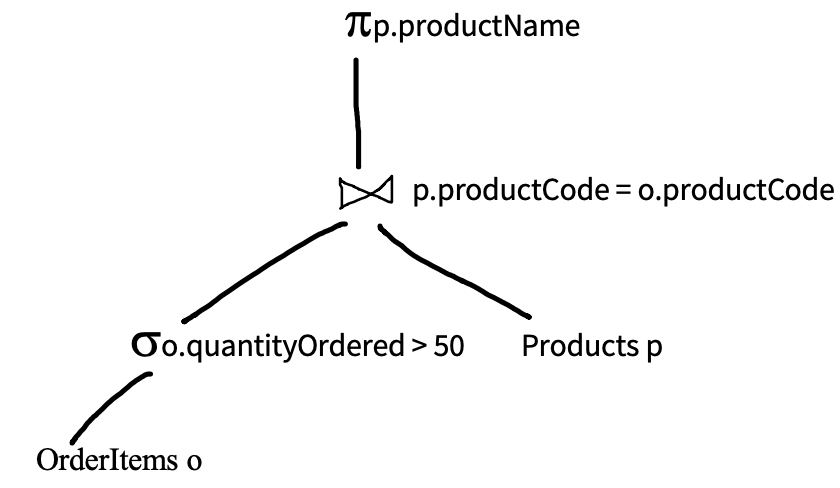 πp.productName
⋈ p.productCode = o.productCode
σo.quantityOrdered > 50
Products p
OrderItems o